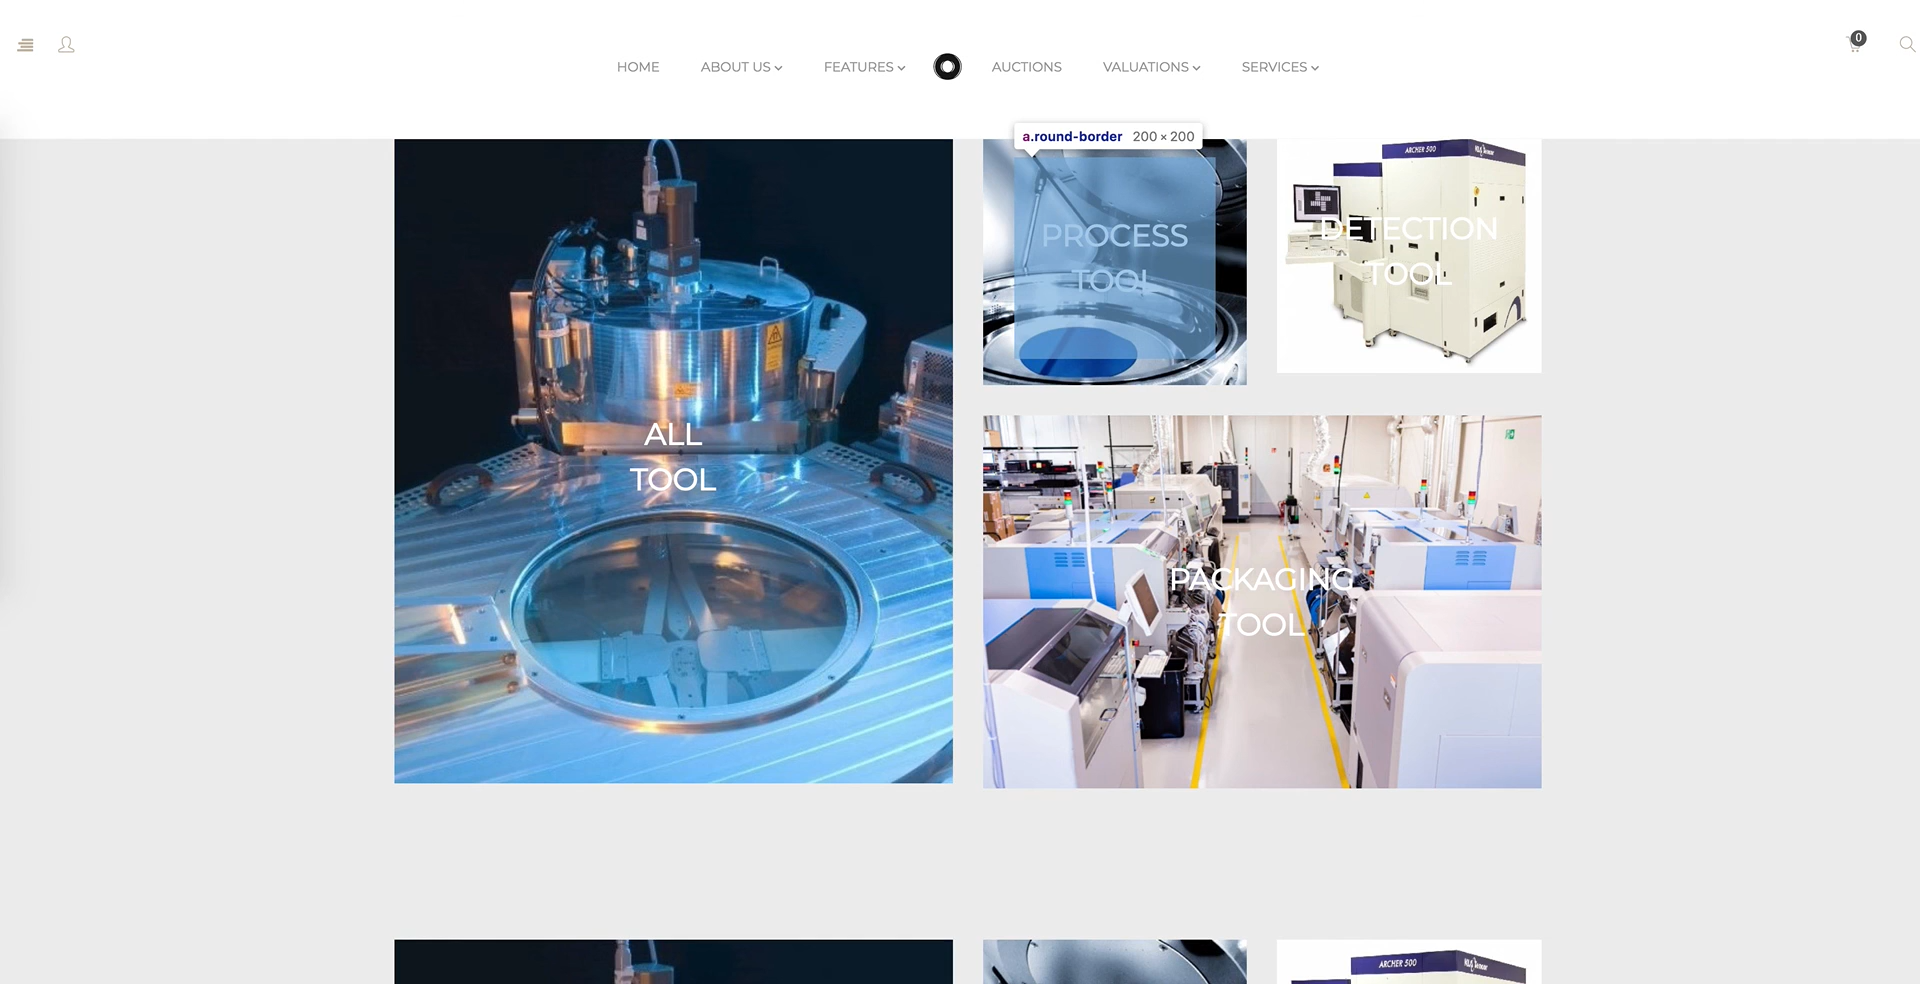 0
HOME ABOUT US FEATURES AUCTIONS VALUATIONS SERVICES
a.round-border 200 × 200
ARCHER 500
PROCESS
TOOL
DETECTION
TOOL
ALL
TOOL
PACKAGING
TOOL
ARCHER 500